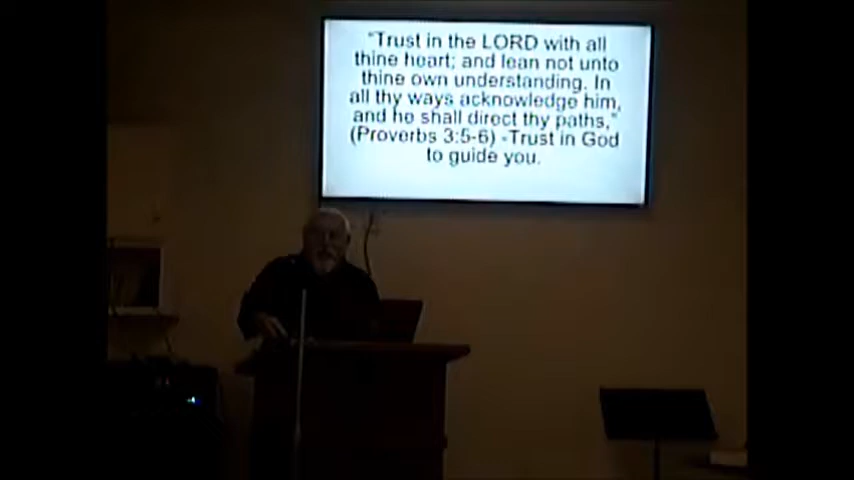 "Trust in the LORD with all
thine heart; and lean not unto
thine own understanding. In
all thy ways acknowledge him,
and he shall direct thy paths,"
(Proverbs 3:5-6) -Trust in God
to guide you.